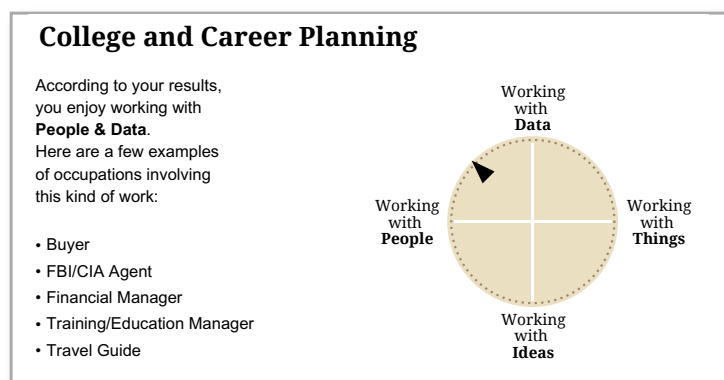 College and Career Planning
According to your results,
you enjoy working with
People & Data.
Here are a few examples
of occupations involving
this kind of work:
• Buyer
• FBI/CIA Agent
• Financial Manager
• Training/Education Manager
• Travel Guide
Working
with
Data
Working
with
People
Working
with
Things
Working
with
Ideas